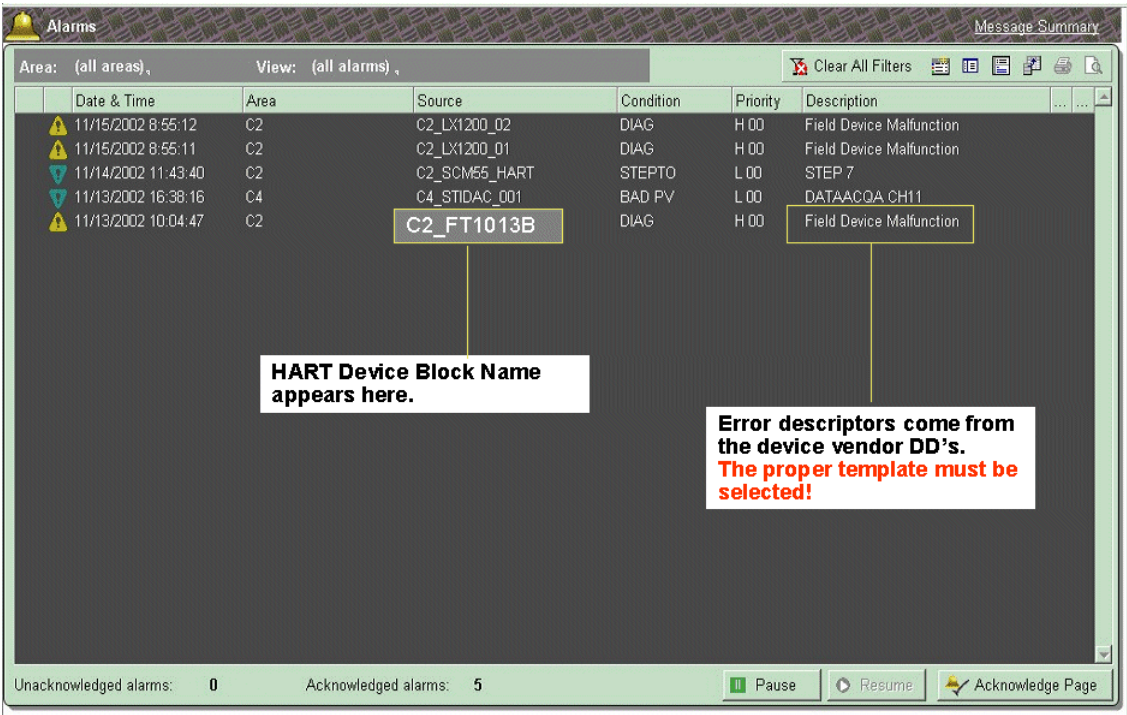 Alarms
Message Summary
Area: (all areas), View: (all alarms) , Clear All Filters
Date & Time Area Source Condition Priority Description ... ...
11/15/2002 8:55:12 C2 C2_LX1200_02 DIAG H 00 Field Device Malfunction
11/15/2002 8:55:11 C2 C2_LX1200_01 DIAG H 00 Field Device Malfunction
11/14/2002 11:43:40 C2 C2_SCM55_HART STEPTO L 00 STEP 7
11/13/2002 16:38:16 C4 C4_STIDAC_001 BAD PV L 00 DATAACQA CH11
11/13/2002 10:04:47 C2 C2_FT1013B DIAG H 00 Field Device Malfunction
HART Device Block Name
appears here.
Error descriptors come from
the device vendor DD's.
The proper template must be
selected!
Unacknowledged alarms: 0 Acknowledged alarms: 5 Pause Resume Acknowledge Page